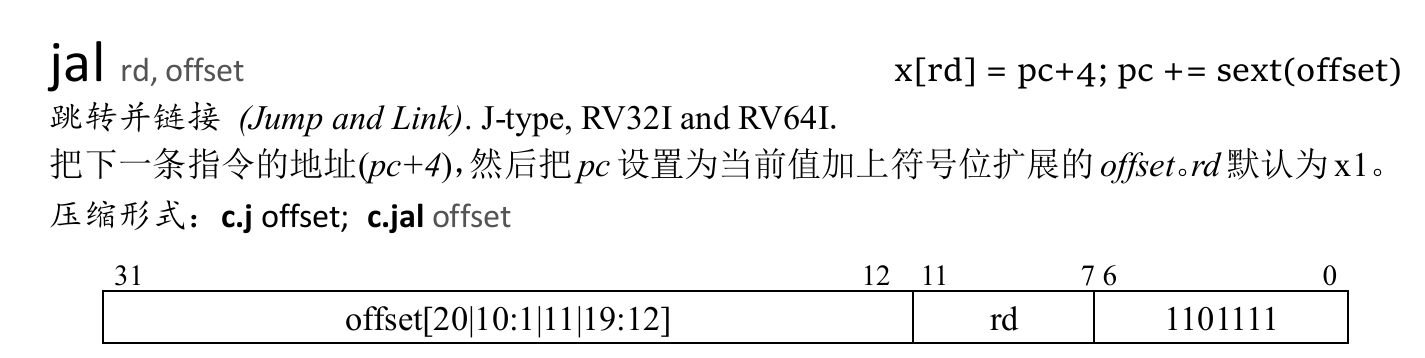 jal rd, offset x[rd] = pc+4; pc += sext(offset)
跳转并链接 (Jump and Link). J-type, RV32I and RV64I.
把下一条指令的地址(pc+4),然后把 pc 设置为当前值加上符号位扩展的 offset。rd 默认为 x1。
压缩形式：c.j offset; c.jal offset
31 12 11 7 6 0
offset[20|10:1|11|19:12] rd 1101111